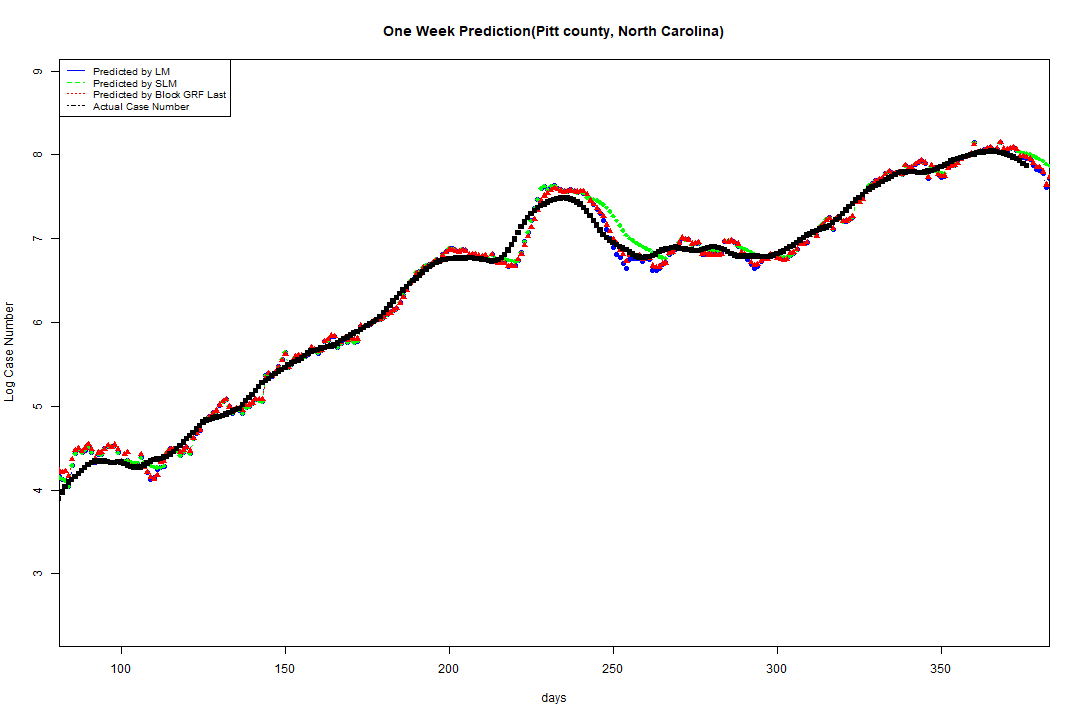 One Week Prediction(Pitt county, North Carolina)
Predicted by LM
Predicted by SLM
Predicted by Block GRF Last
Actual Case Number
9
8
7
6
5
4
3
Log Case Number
100 150 200 250 300 350
days